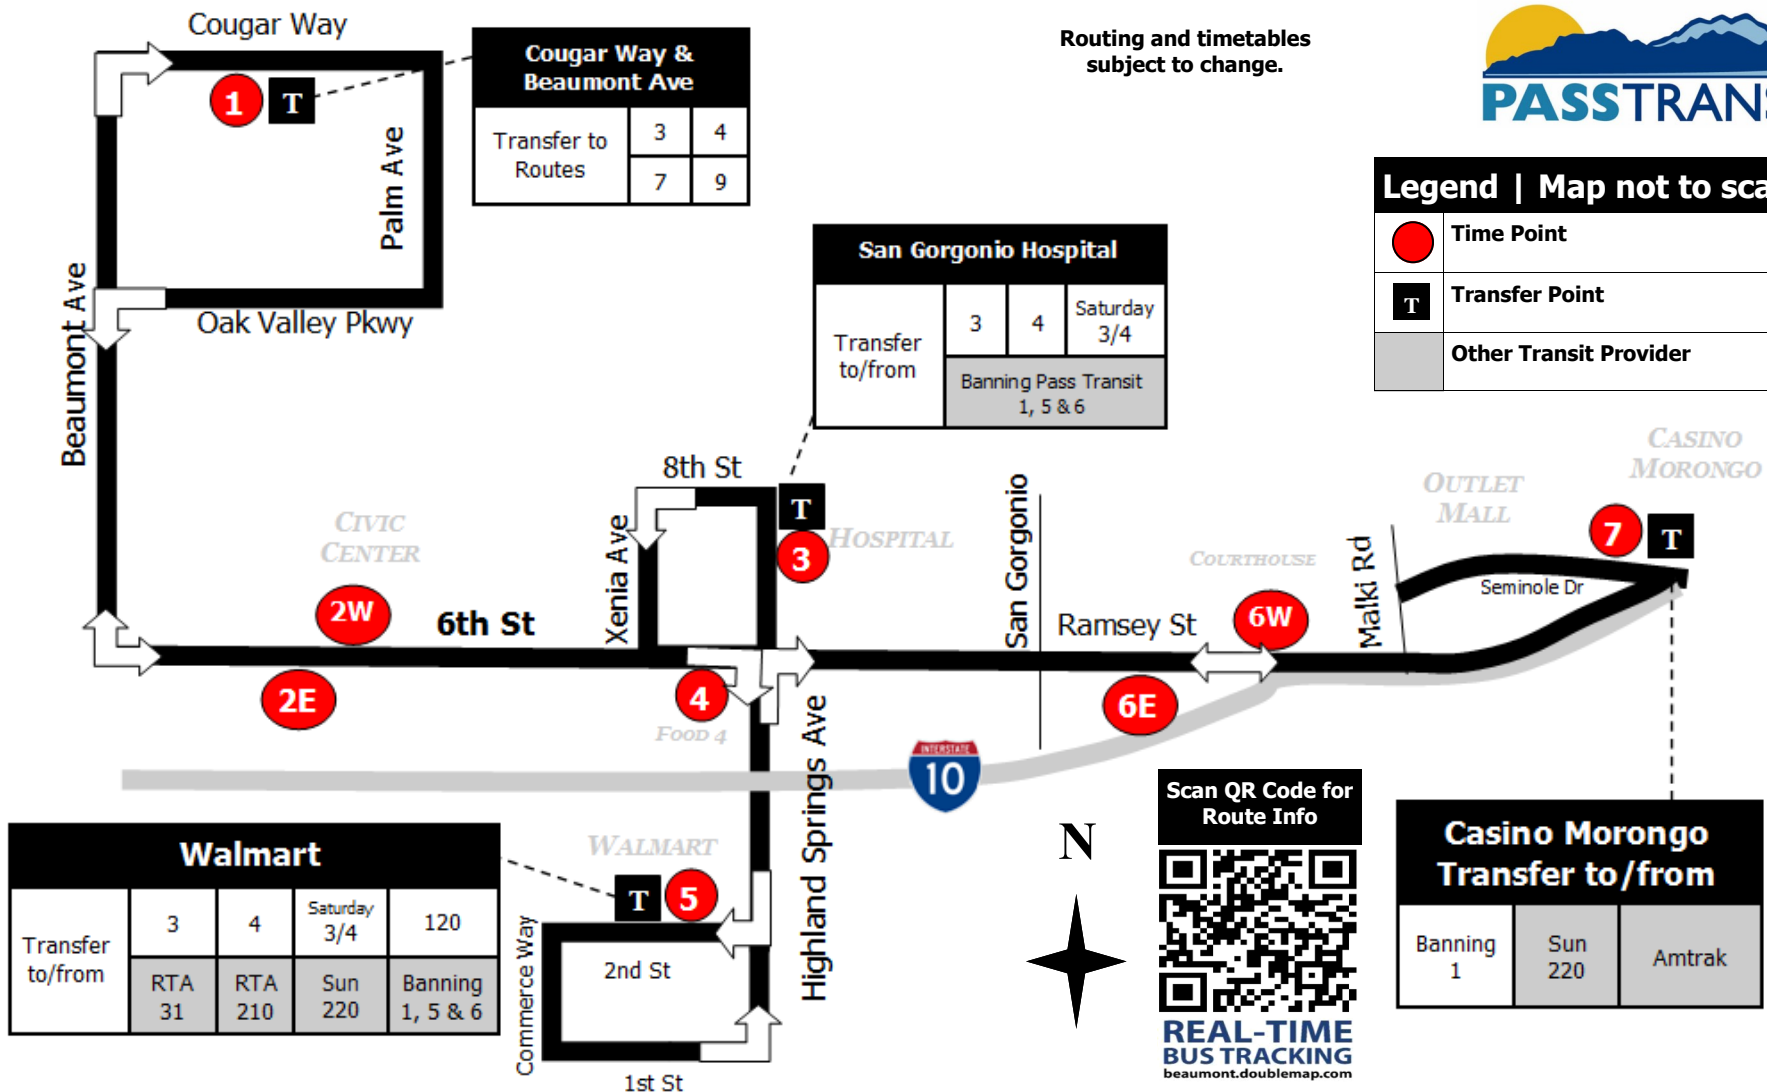 Cougar Way
Routing and timetables
subject to change.
PASSTRANS
Cougar Way &
Beaumont Ave
Transfer to
Routes
3
4
7
9
1
T
Palm Ave
Beaumont Ave
Oak Valley Pkwy
Legend | Map not to sca
Time Point
T
Transfer Point
Other Transit Provider
San Gorgonio Hospital
Transfer
to/from
3
4
Saturday
3/4
Banning Pass Transit
1, 5 & 6
CASINO
MORONGO
OUTLET
MALL
8th St
T
3
HOSPITAL
CIVIC
CENTER
Xenia Ave
San Gorgonio
COURTHOUSE
Malki Rd
7
T
Seminole Dr
2W
6th St
Ramsey St
6W
2E
4
FOOD 4
6E
Highland Springs Ave
INTERSTATE
10
Walmart
Transfer
to/from
3
4
Saturday
3/4
120
RTA
31
RTA
210
Sun
220
Banning
1, 5 & 6
WALMART
T
5
Commerce Way
2nd St
1st St
N
Scan QR Code for
Route Info
REAL-TIME
BUS TRACKING
beaumont.doublemap.com
Casino Morongo
Transfer to/from
Banning
1
Sun
220
Amtrak